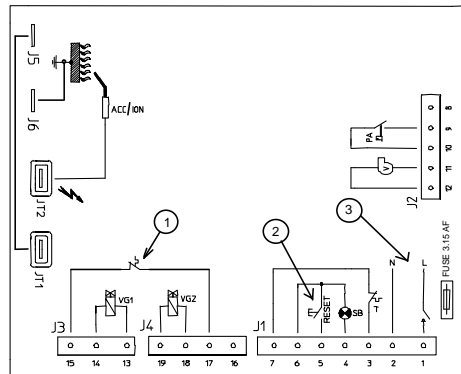 J5
J6
ACC/ION
JT2
JT1
8
9
10
11
12
PA
V
J2
1
2
3
N
L
FUSE 3.15 AF
VG1
VG2
RESET
SB
J3
J4
J1
15
14
13
19
18
17
16
7
6
5
4
3
2
1